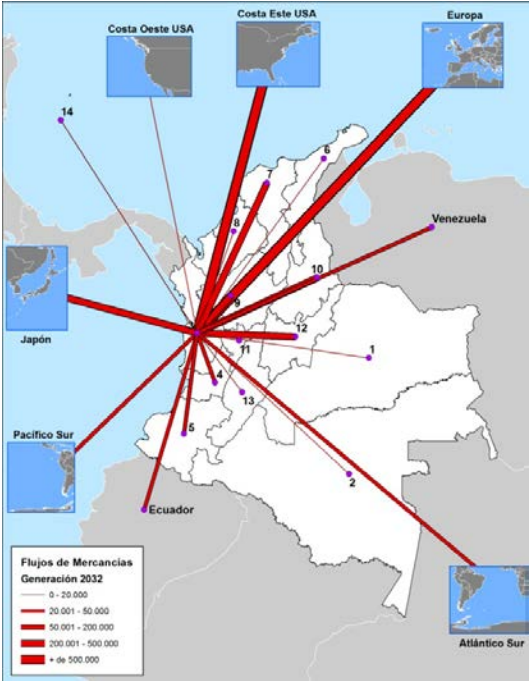 Costa Oeste USA
Costa Este USA
Europa
14
6
7
8
Venezuela
10
9
12
11
1
Japón
4
13
5
2
Pacífico Sur
Ecuador
Flujos de Mercancias
Generación 2032
0 - 20.000
20.001 - 50.000
50.001 - 200.000
200.001 - 500.000
+ de 500.000
Atlántico Sur